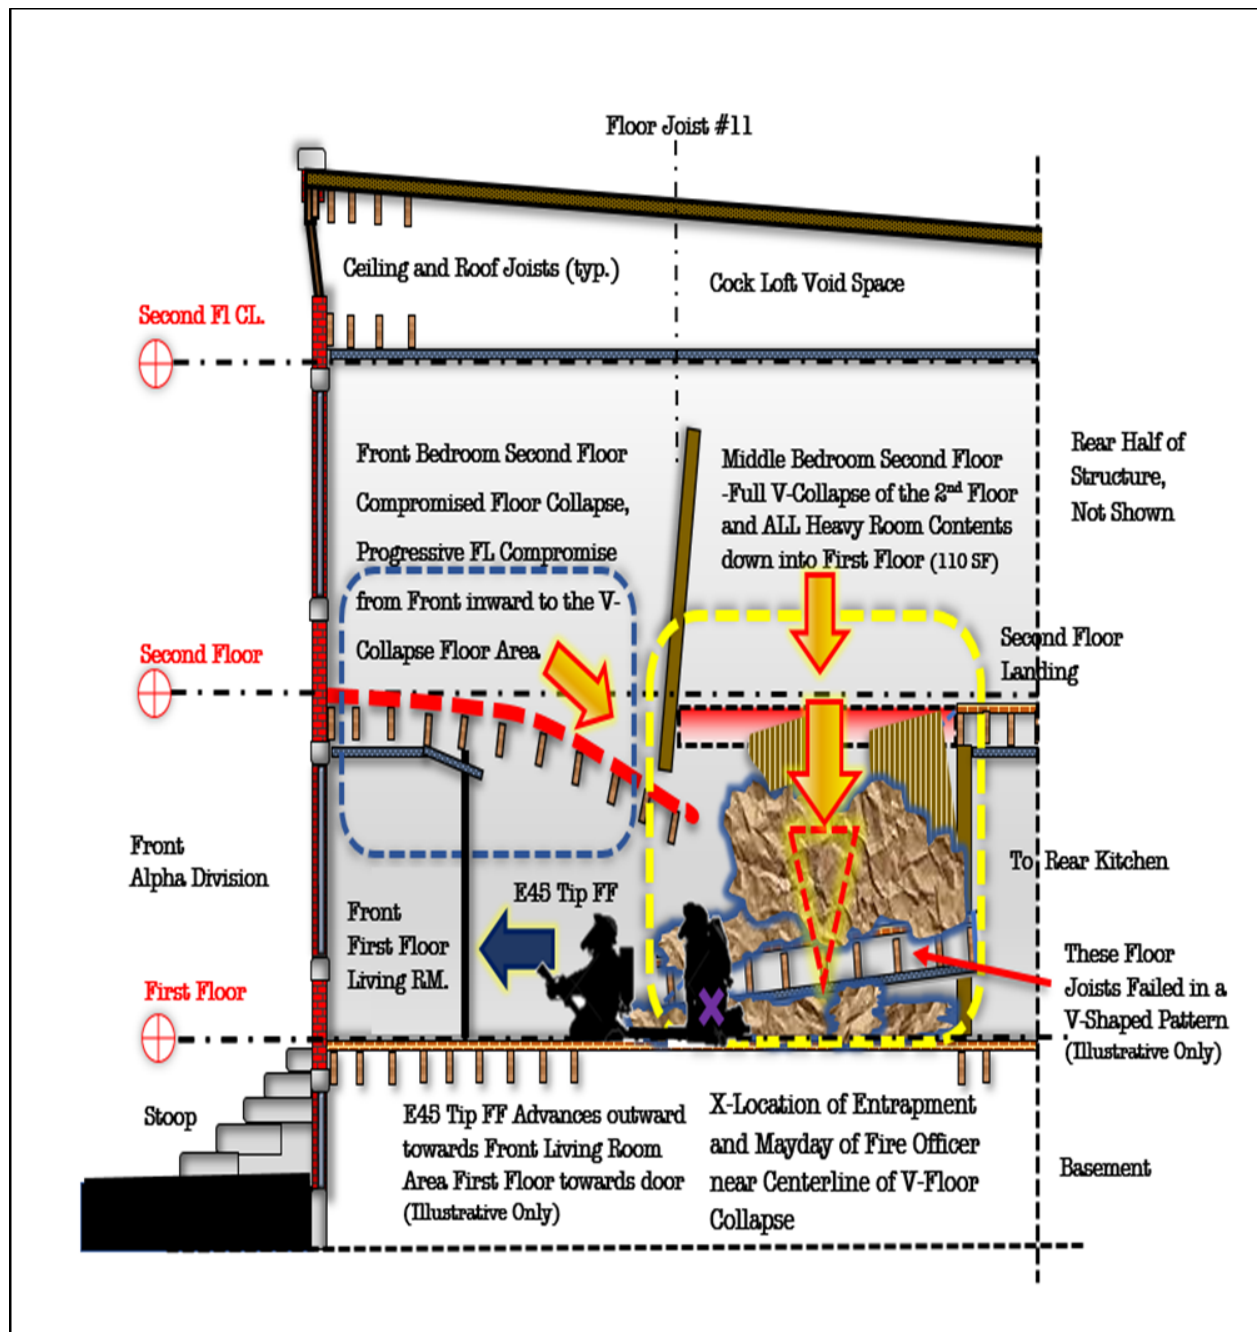 Floor Joist #11
Ceiling and Roof Joists (typ.)
Cock Loft Void Space
Second Fl CL.
Front Bedroom Second Floor
Compromised Floor Collapse,
Progressive FL Compromise
from Front inward to the V-
Collapse Floor Area
Middle Bedroom Second Floor
-Full V-Collapse of the 2nd Floor
and ALL Heavy Room Contents
down into First Floor (110 SF)
Rear Half of
Structure,
Not Shown
Second Floor
Second Floor
Landing
Front
Alpha Division
E45 Tip FF
Front
First Floor
Living RM.
To Rear Kitchen
These Floor
Joists Failed in a
V-Shaped Pattern
(Illustrative Only)
First Floor
X
Stoop
E45 Tip FF Advances outward
towards Front Living Room
Area First Floor towards door
(Illustrative Only)
X-Location of Entrapment
and Mayday of Fire Officer
near Centerline of V-Floor
Collapse
Basement